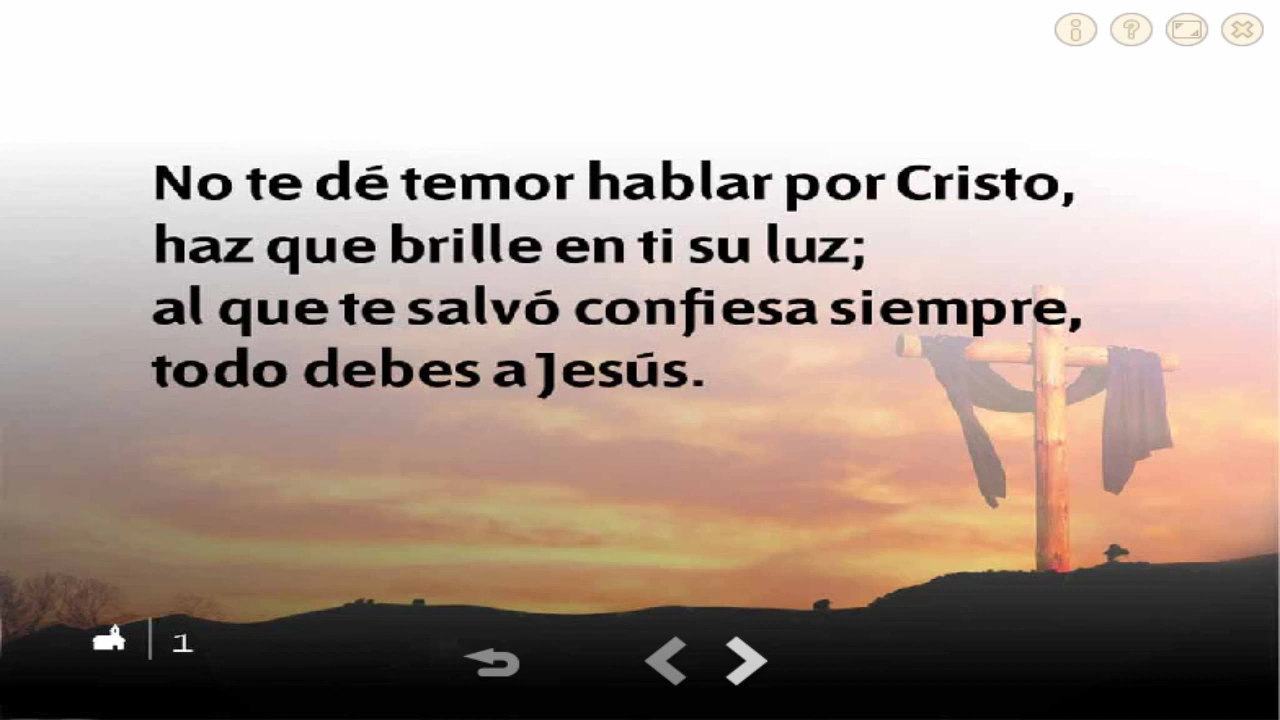 No te dé temor hablar por Cristo,
haz que brille en ti su luz;
al que te salvó confiesa siempre,
todo debes a Jesús.
1